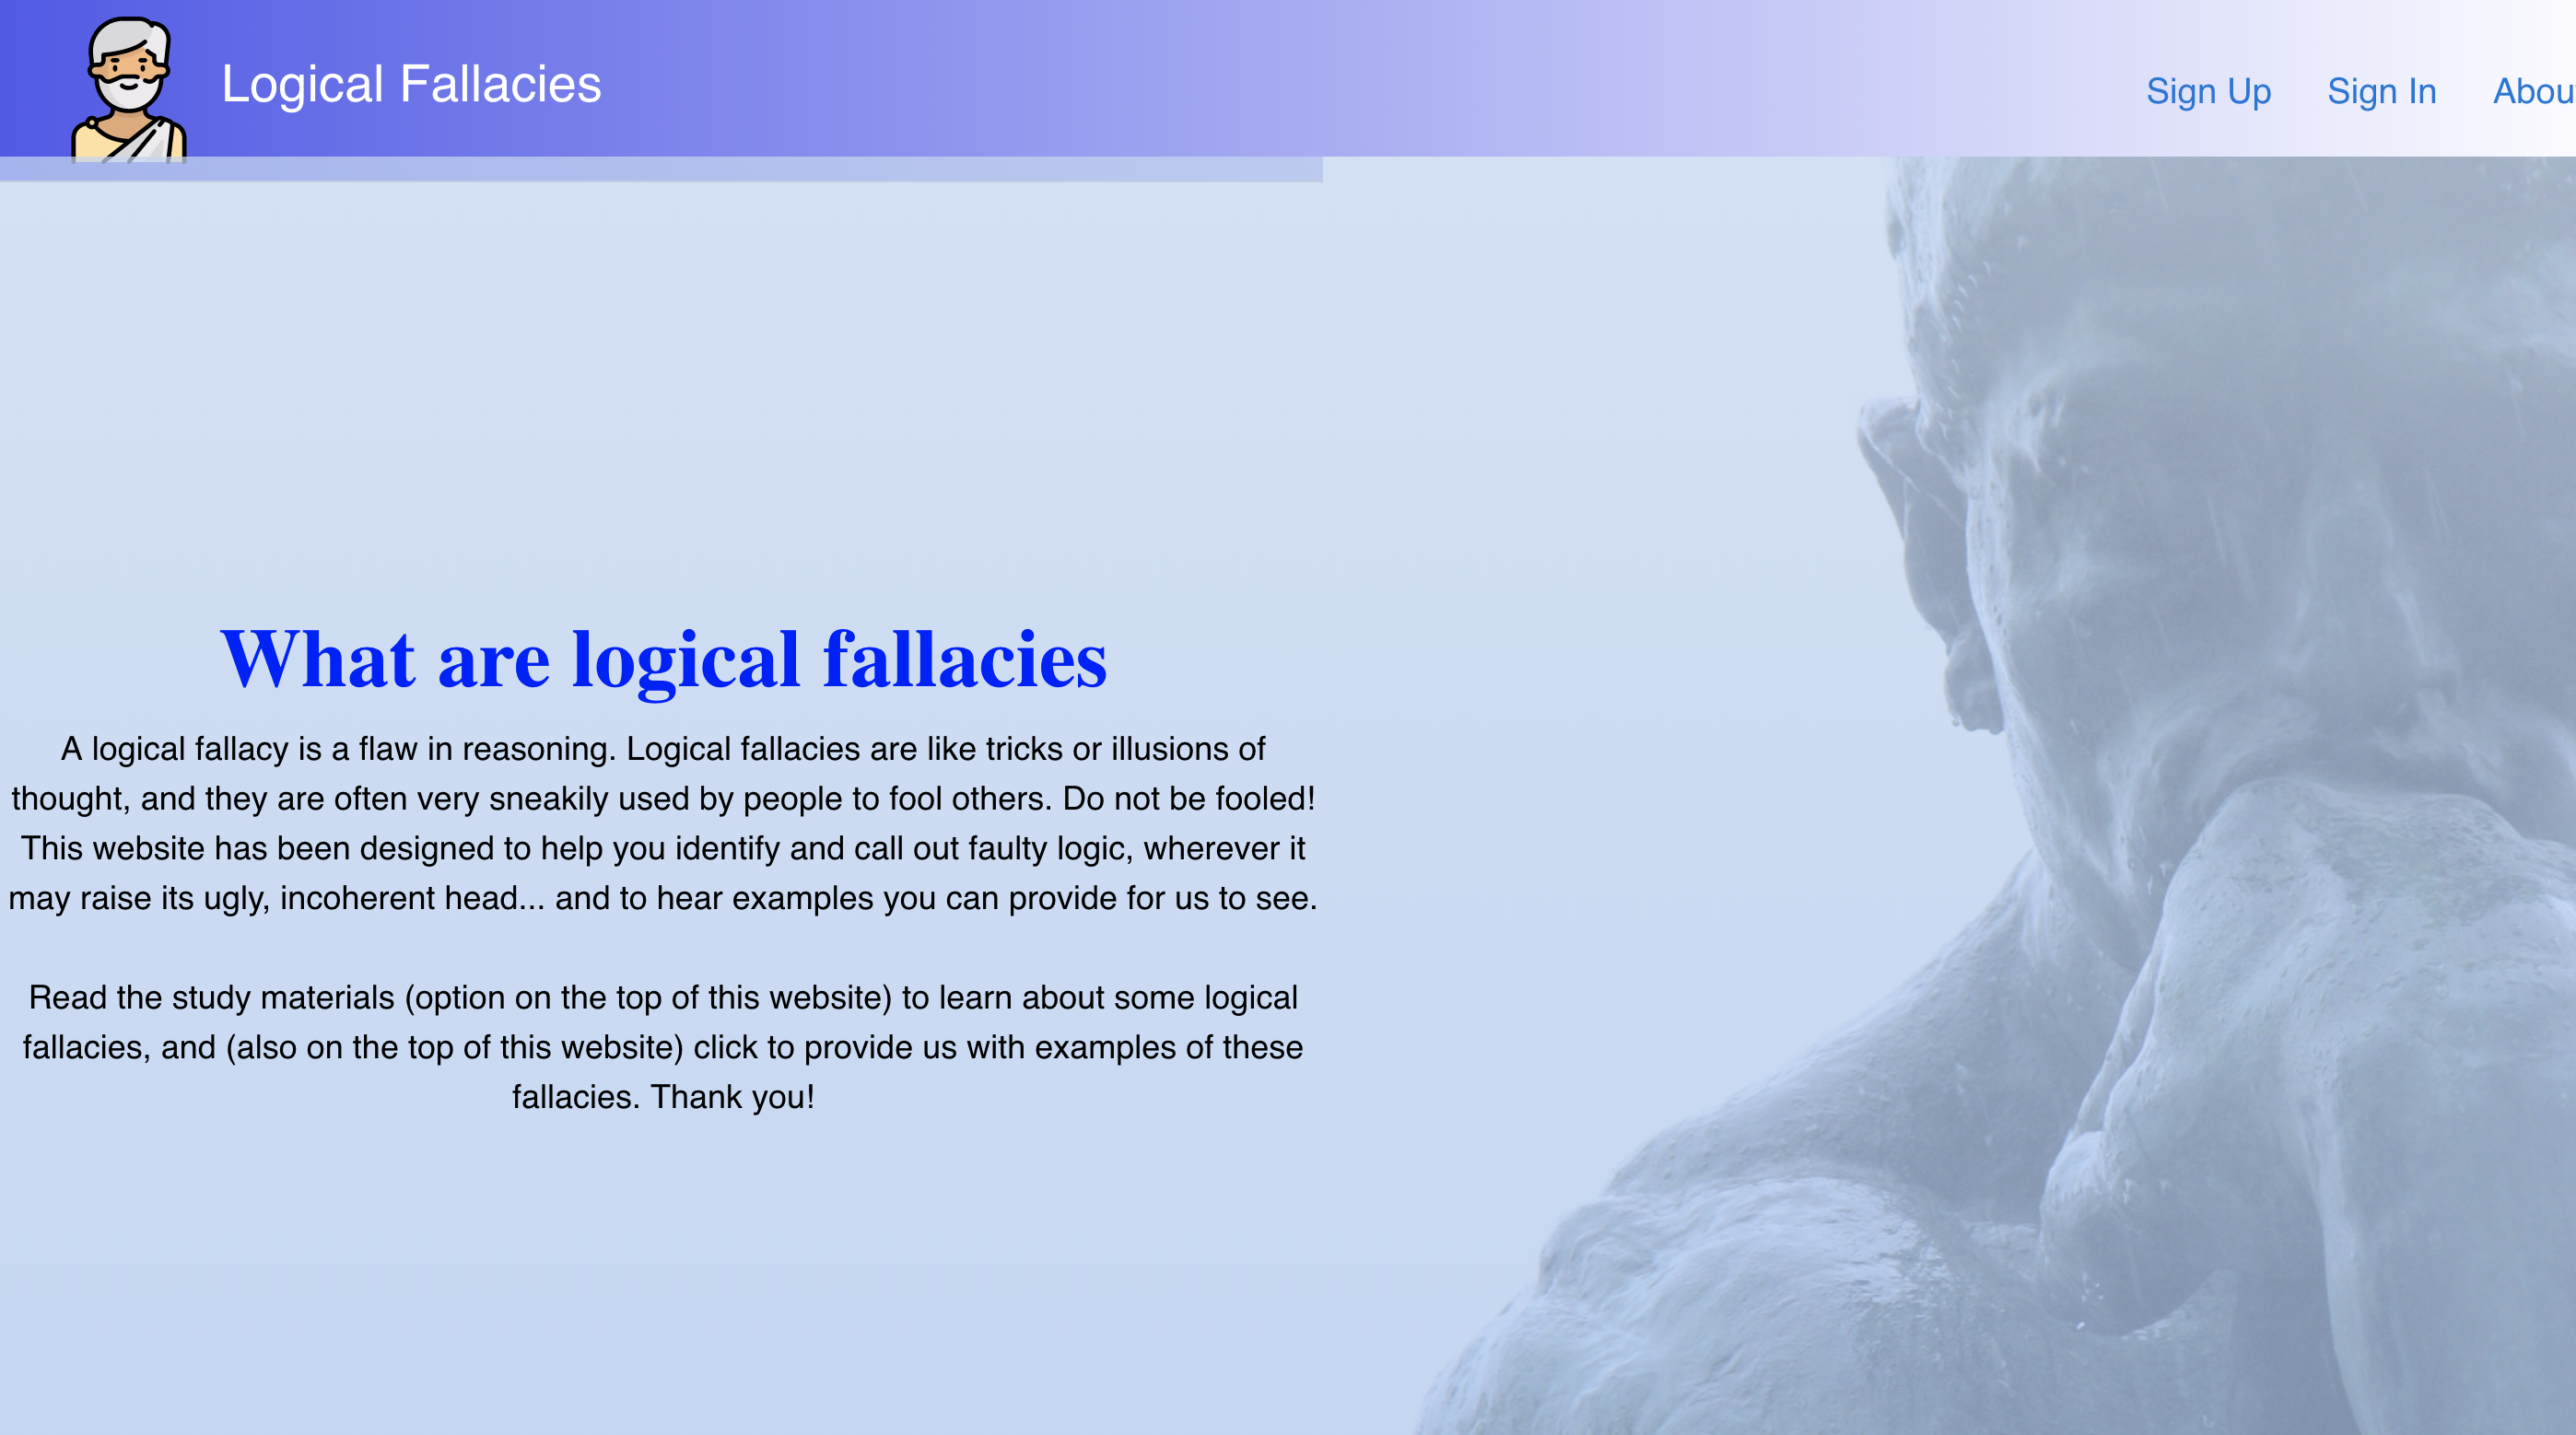 Logical Fallacies
Sign Up Sign In Abou
What are logical fallacies
A logical fallacy is a flaw in reasoning. Logical fallacies are like tricks or illusions of
thought, and they are often very sneakily used by people to fool others. Do not be fooled!
This website has been designed to help you identify and call out faulty logic, wherever it
may raise its ugly, incoherent head... and to hear examples you can provide for us to see.
Read the study materials (option on the top of this website) to learn about some logical
fallacies, and (also on the top of this website) click to provide us with examples of these
fallacies. Thank you!